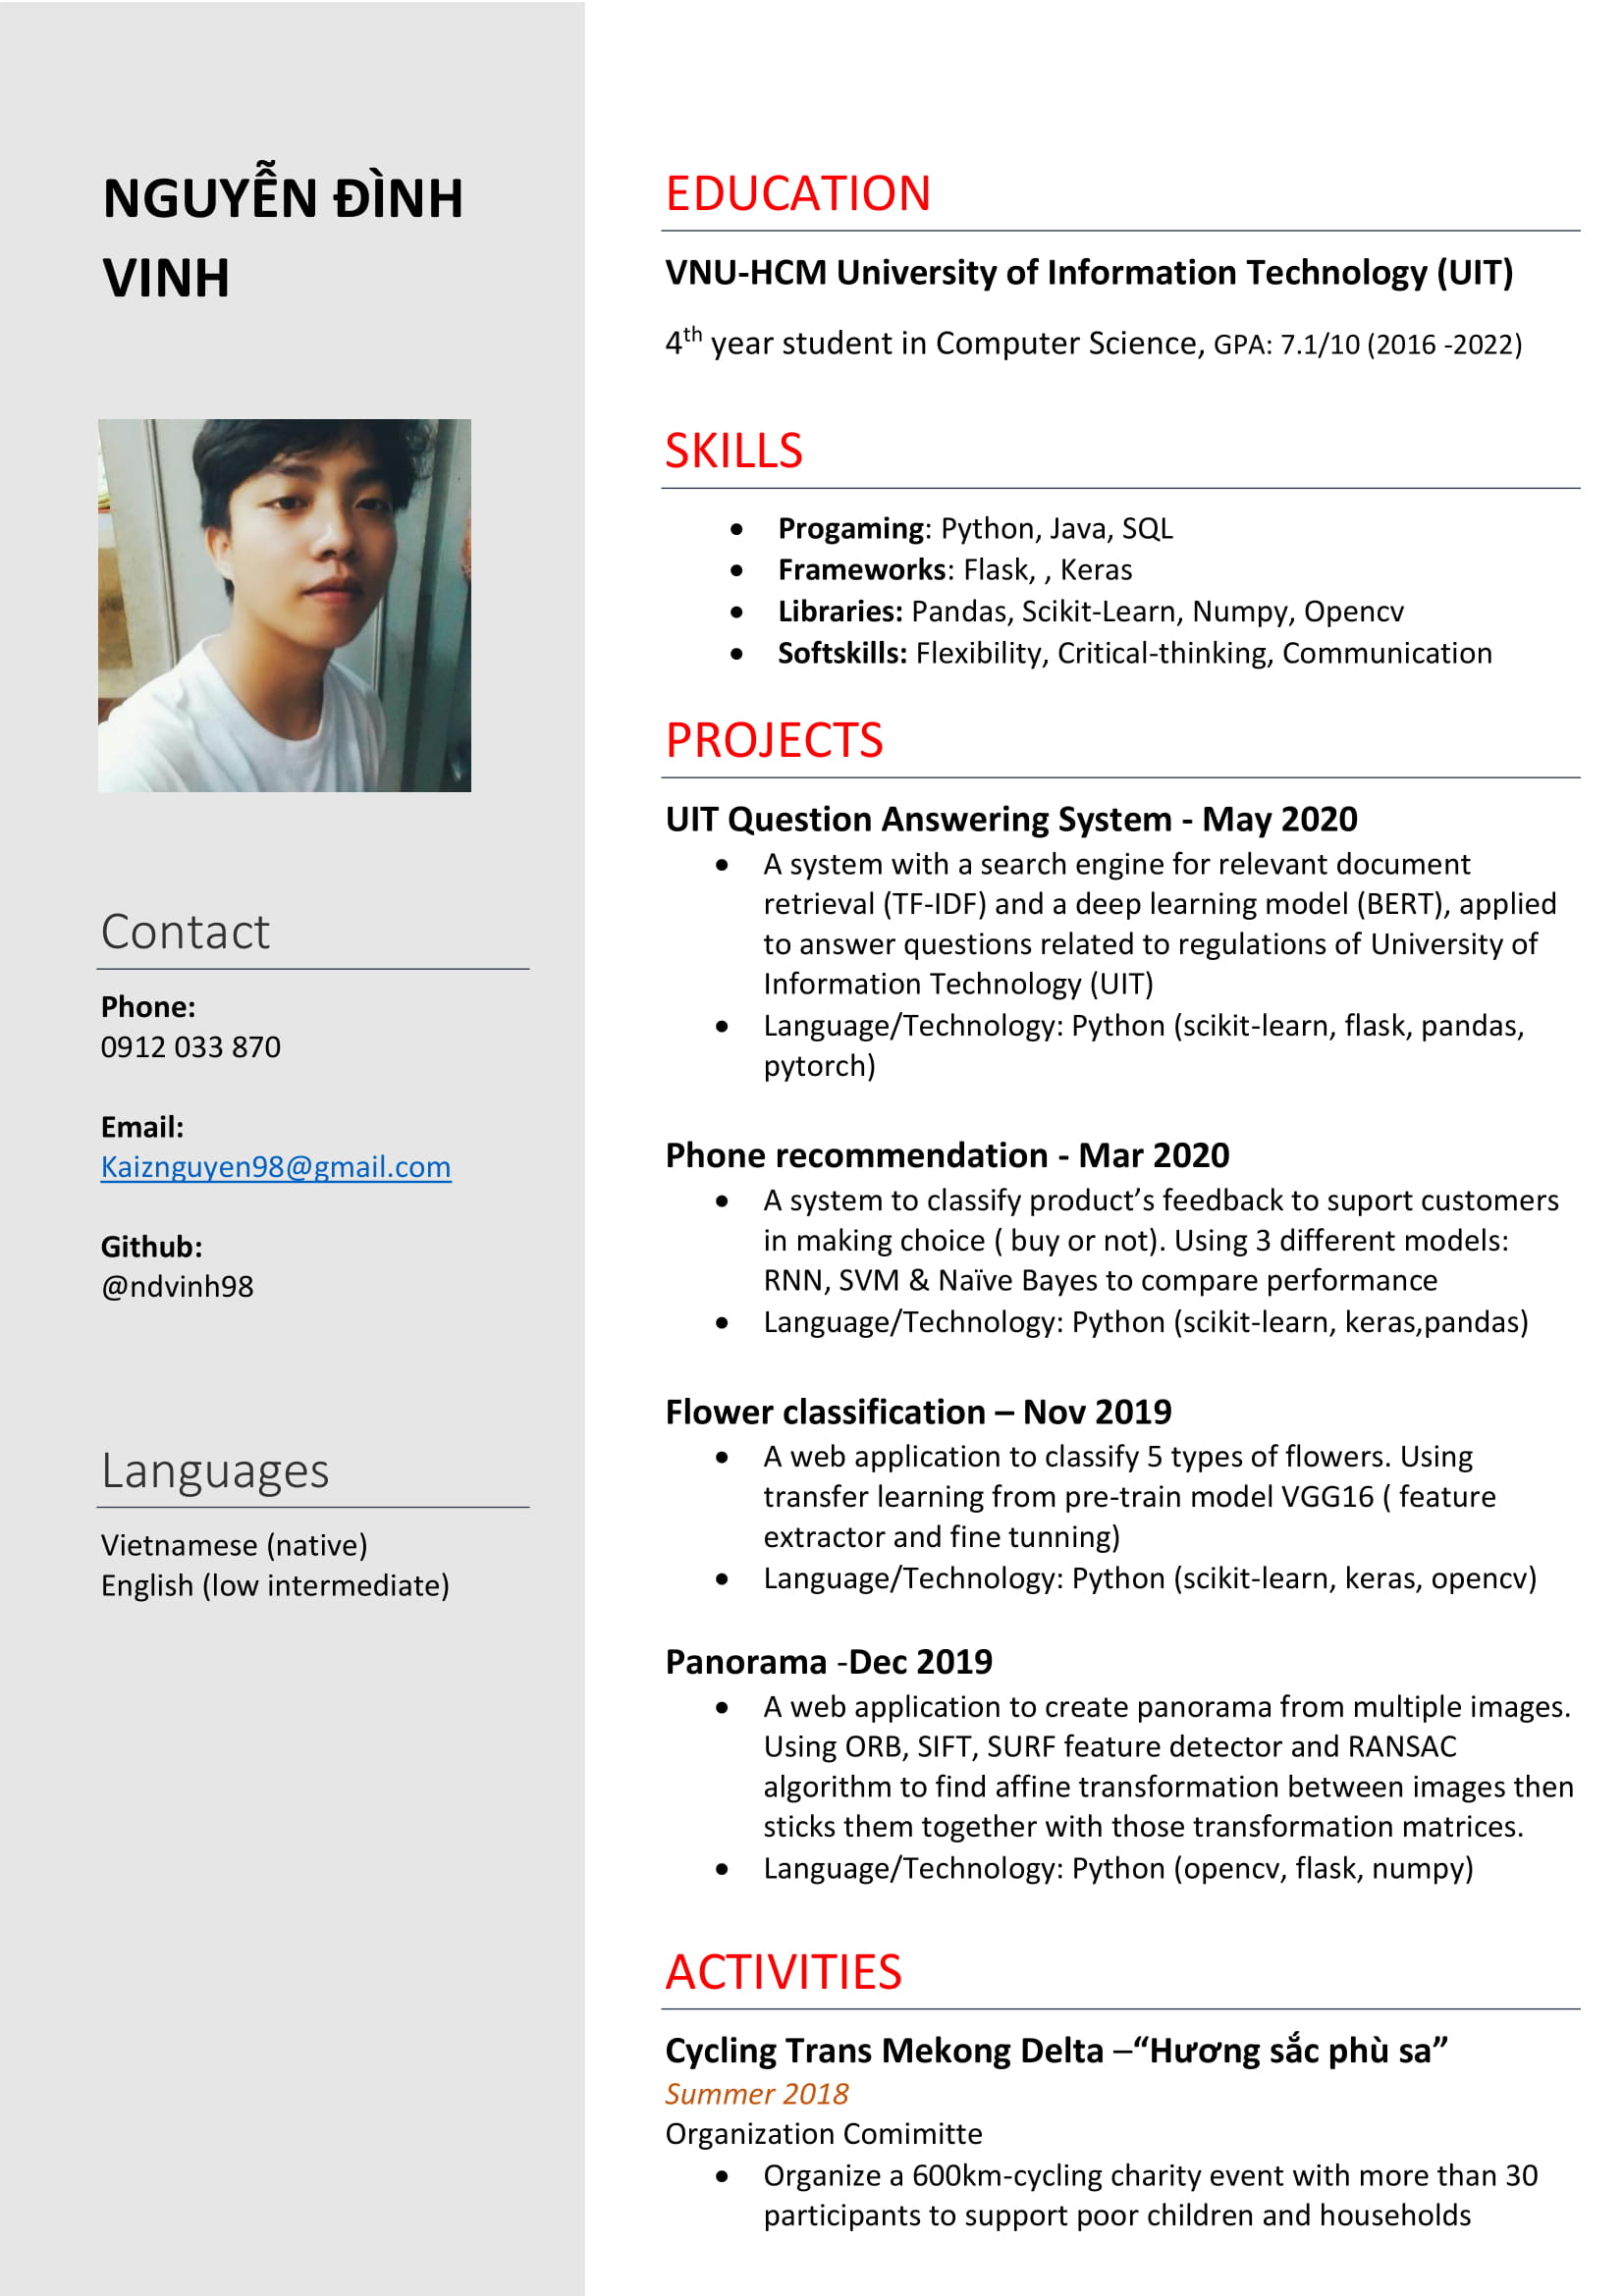 NGUYỄN ĐÌNH
VINH
Contact
Phone:
0912 033 870
Email:
Kaiznguyen98@gmail.com
Github:
@ndvinh98
Languages
Vietnamese (native)
English (low intermediate)
EDUCATION
VNU-HCM University of Information Technology (UIT)
4th year student in Computer Science, GPA: 7.1/10 (2016 -2022)
SKILLS
• Progaming: Python, Java, SQL
• Frameworks: Flask, , Keras
• Libraries: Pandas, Scikit-Learn, Numpy, Opencv
• Softskills: Flexibility, Critical-thinking, Communication
PROJECTS
UIT Question Answering System - May 2020
• A system with a search engine for relevant document
retrieval (TF-IDF) and a deep learning model (BERT), applied
to answer questions related to regulations of University of
Information Technology (UIT)
• Language/Technology: Python (scikit-learn, flask, pandas,
pytorch)
Phone recommendation - Mar 2020
• A system to classify product’s feedback to suport customers
in making choice ( buy or not). Using 3 different models:
RNN, SVM & Naïve Bayes to compare performance
• Language/Technology: Python (scikit-learn, keras,pandas)
Flower classification – Nov 2019
• A web application to classify 5 types of flowers. Using
transfer learning from pre-train model VGG16 ( feature
extractor and fine tunning)
• Language/Technology: Python (scikit-learn, keras, opencv)
Panorama -Dec 2019
• A web application to create panorama from multiple images.
Using ORB, SIFT, SURF feature detector and RANSAC
algorithm to find affine transformation between images then
sticks them together with those transformation matrices.
• Language/Technology: Python (opencv, flask, numpy)
ACTIVITIES
Cycling Trans Mekong Delta –“Hương sắc phù sa”
Summer 2018
Organization Comimitte
• Organize a 600km-cycling charity event with more than 30
participants to support poor children and households